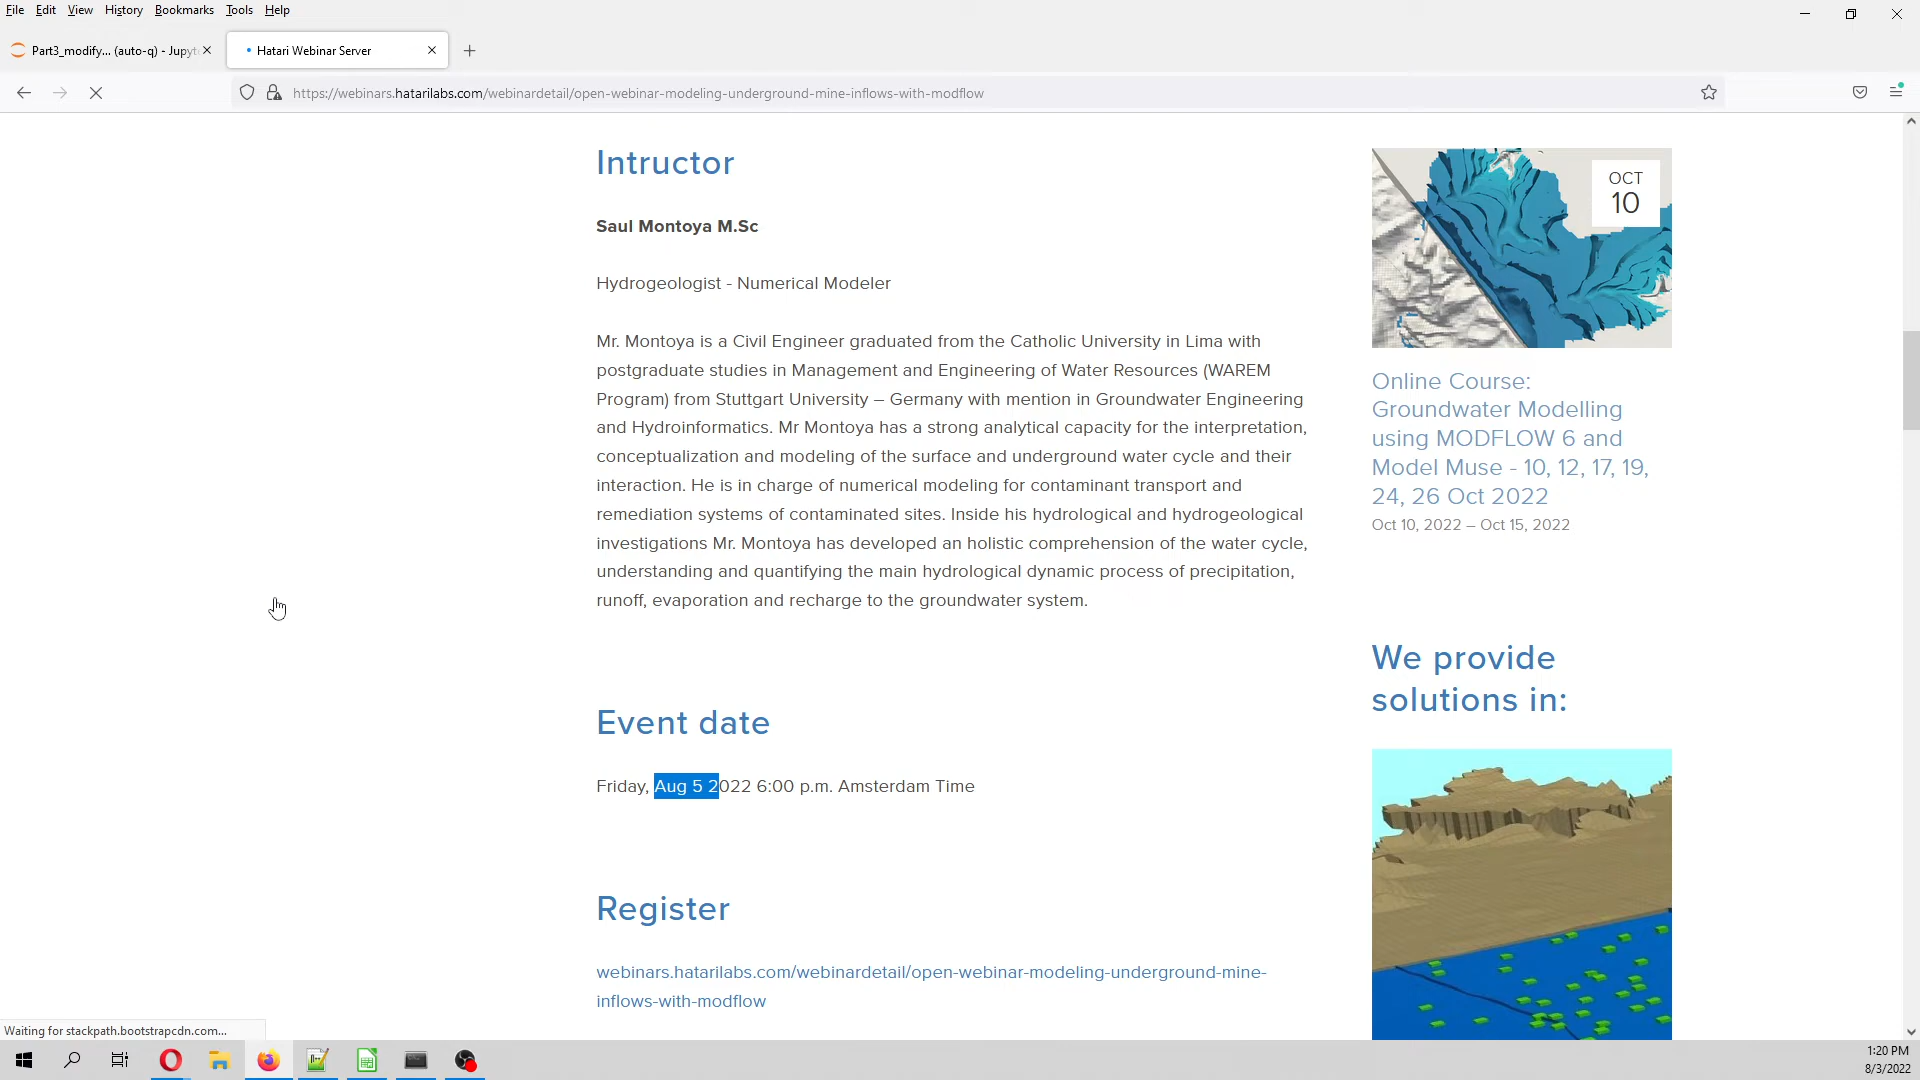 File Edit View History Bookmarks Tools Help
Part3_modify... (auto-q) - Jupyt
Hatari Webinar Server
https://webinars.hatarilabs.com/webinardetail/open-webinar-modeling-underground-mine-inflows-with-modflow
Intructor
Saul Montoya M.Sc
Hydrogeologist - Numerical Modeler
Mr. Montoya is a Civil Engineer graduated from the Catholic University in Lima with
postgraduate studies in Management and Engineering of Water Resources (WAREM
Program) from Stuttgart University – Germany with mention in Groundwater Engineering
and Hydroinformatics. Mr Montoya has a strong analytical capacity for the interpretation,
conceptualization and modeling of the surface and underground water cycle and their
interaction. He is in charge of numerical modeling for contaminant transport and
remediation systems of contaminated sites. Inside his hydrological and hydrogeological
investigations Mr. Montoya has developed an holistic comprehension of the water cycle,
understanding and quantifying the main hydrological dynamic process of precipitation,
runoff, evaporation and recharge to the groundwater system.
Event date
Friday, Aug 5 2022 6:00 p.m. Amsterdam Time
Register
webinars.hatarilabs.com/webinardetail/open-webinar-modeling-underground-mine-
inflows-with-modflow
OCT
10
Online Course:
Groundwater Modelling
using MODFLOW 6 and
Model Muse - 10, 12, 17, 19,
24, 26 Oct 2022
Oct 10, 2022 – Oct 15, 2022
We provide
solutions in:
Waiting for stackpath.bootstrapcdn.com...
1:20 PM
8/3/2022